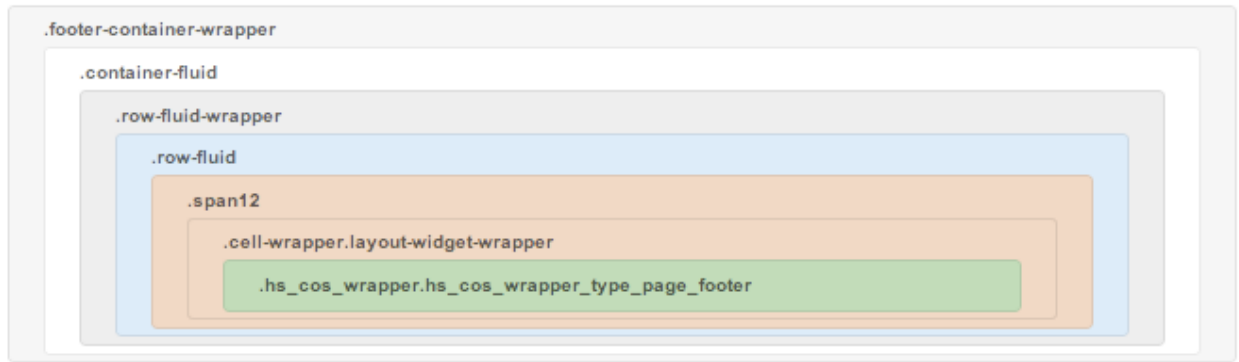 .footer-container-wrapper
.container-fluid
.row-fluid-wrapper
.row-fluid
.span12
.cell-wrapper.layout-widget-wrapper
.hs_cos_wrapper.hs_cos_wrapper_type_page_footer